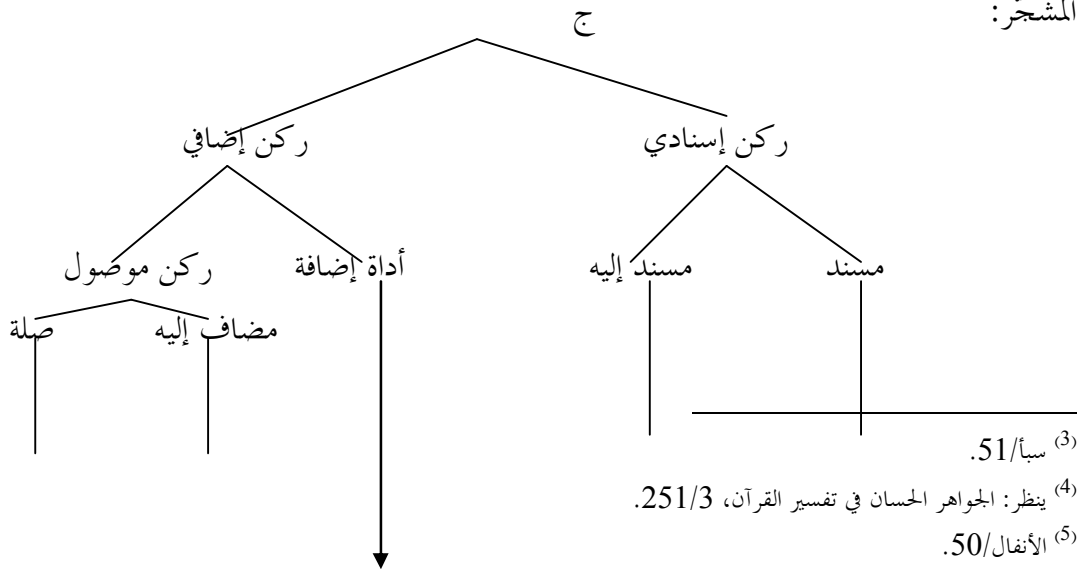 المشجّر:
ج
ركن إسنادي
ركن إضافي
مسند
مسند إليه
أداة إضافة
ركن موصول
مضاف إليه
صلة
(3) سبأ/51.
(4) ينظر: الجواهر الحسان في تفسير القرآن، 251/3.
(5) الأنفال/50.